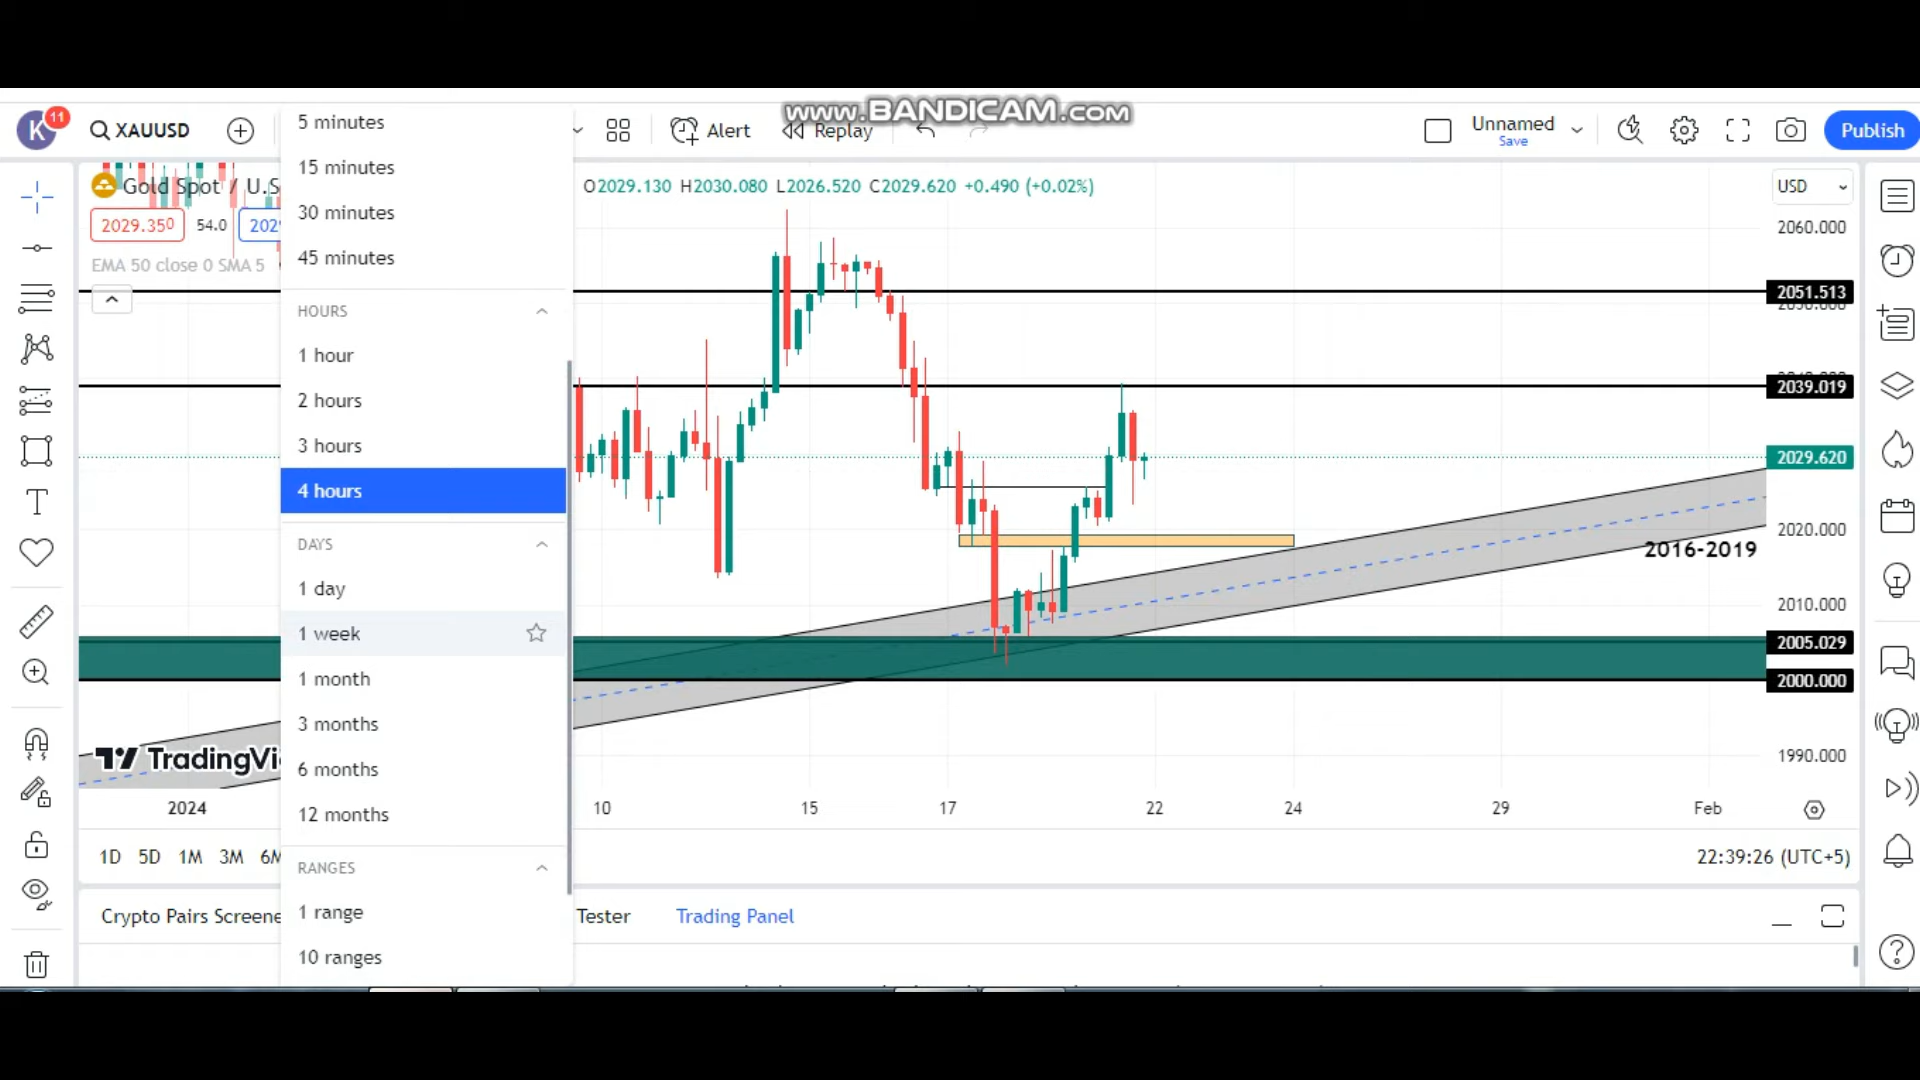 www.BANDICAM.com
K 11 XAUUSD Alert Replay Unnamed Save Publish
Gold Spot / U.S O2029.130 H2030.080 L2026.520 C2029.620 +0.490 (+0.02%) USD
2029.350 54.0 202
EMA 50 close 0 SMA 5
5 minutes
15 minutes
30 minutes
45 minutes
HOURS
1 hour
2 hours
3 hours
4 hours
DAYS
1 day
1 week
1 month
3 months
6 months
12 months
RANGES
1 range
10 ranges
2060.000
2051.513
2039.019
2029.620
2020.000
2016-2019
2010.000
2005.029
2000.000
1990.000
TradingVi
2024 10 15 17 22 24 29 Feb
1D 5D 1M 3M 6M 22:39:26 (UTC+5)
Crypto Pairs Screene Tester Trading Panel